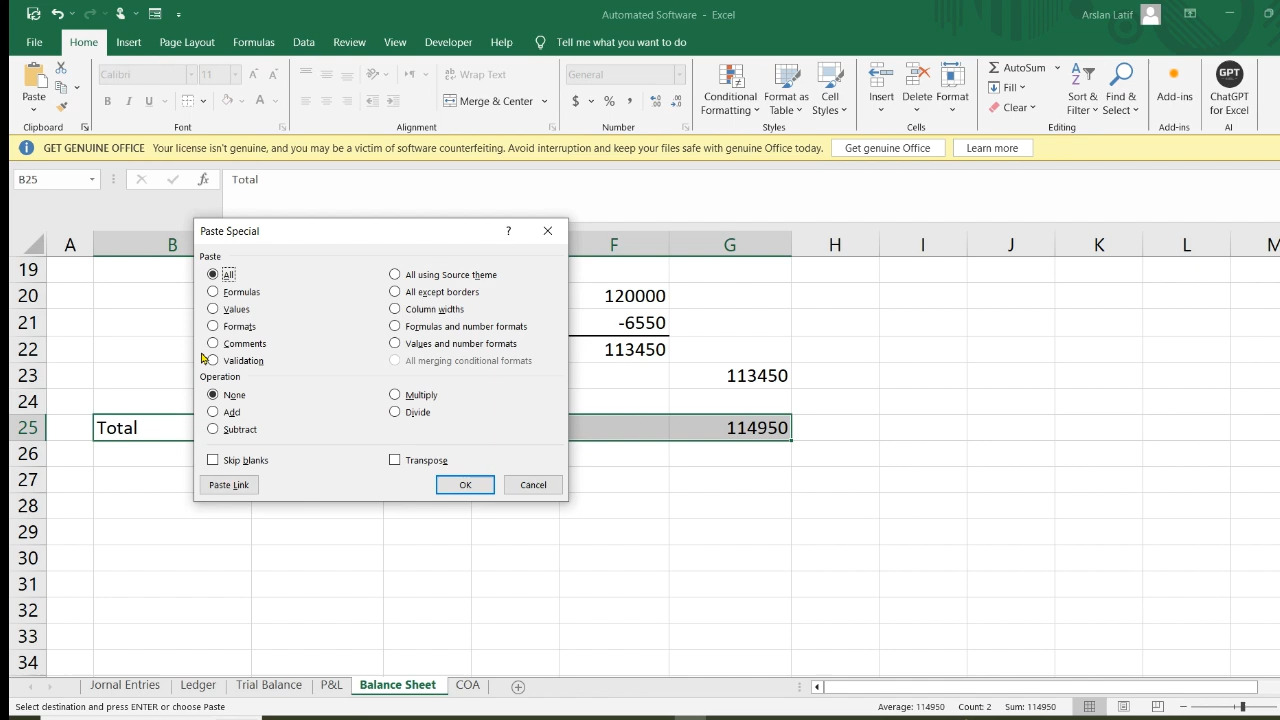 Automated Software - Excel
Arslan Latif
File Home Insert Page Layout Formulas Data Review View Developer Help Tell me what you want to do
Paste
Clipboard
Calibri 11
B I U
Font
Wrap Text
Merge & Center
Alignment
General
$ % ,
Number
Conditional Formatting
Format as Table
Cell Styles
Styles
Insert
Delete
Format
Cells
AutoSum
Fill
Clear
Sort & Filter
Find & Select
Editing
Add-ins
Add-ins
GPT
ChatGPT for Excel
AI
GET GENUINE OFFICE Your license isn't genuine, and you may be a victim of software counterfeiting. Avoid interruption and keep your files safe with genuine Office today. Get genuine Office Learn more
B25 fx Total
A B F G H I J K L M
19
20 120000
21 -6550
22 113450
23 113450
24
25 Total 114950
26
27
28
29
30
31
32
33
34
Paste Special ?
Paste
All All using Source theme
Formulas All except borders
Values Column widths
Formats Formulas and number formats
Comments Values and number formats
Validation All merging conditional formats
Operation
None Multiply
Add Divide
Subtract
Skip blanks Transpose
Paste Link OK Cancel
Jornal Entries Ledger Trial Balance P&L Balance Sheet COA
Select destination and press ENTER or choose Paste Average: 114950 Count: 2 Sum: 114950